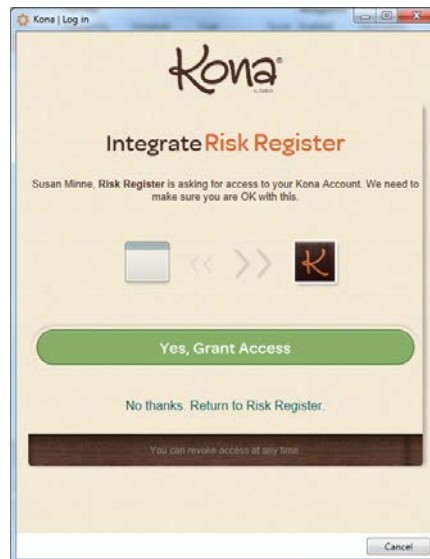 Kona | Log in
Kona®
Integrate Risk Register
Susan Minne, Risk Register is asking for access to your Kona Account. We need to
make sure you are OK with this.
K
Yes, Grant Access
No thanks. Return to Risk Register.
You can revoke access at any time
Cancel